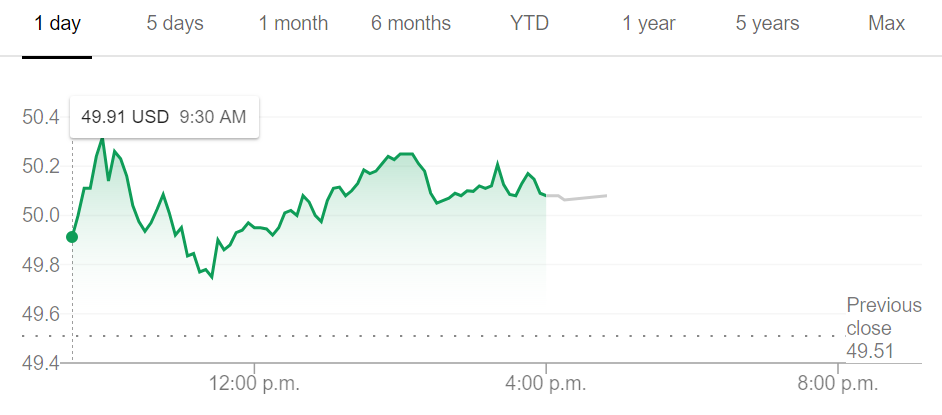 1 day 5 days 1 month 6 months YTD 1 year 5 years Max
50.4
49.91 USD 9:30 AM
50.2
50.0
49.8
49.6
Previous
close
49.51
49.4
12:00 p.m. 4:00 p.m. 8:00 p.m.